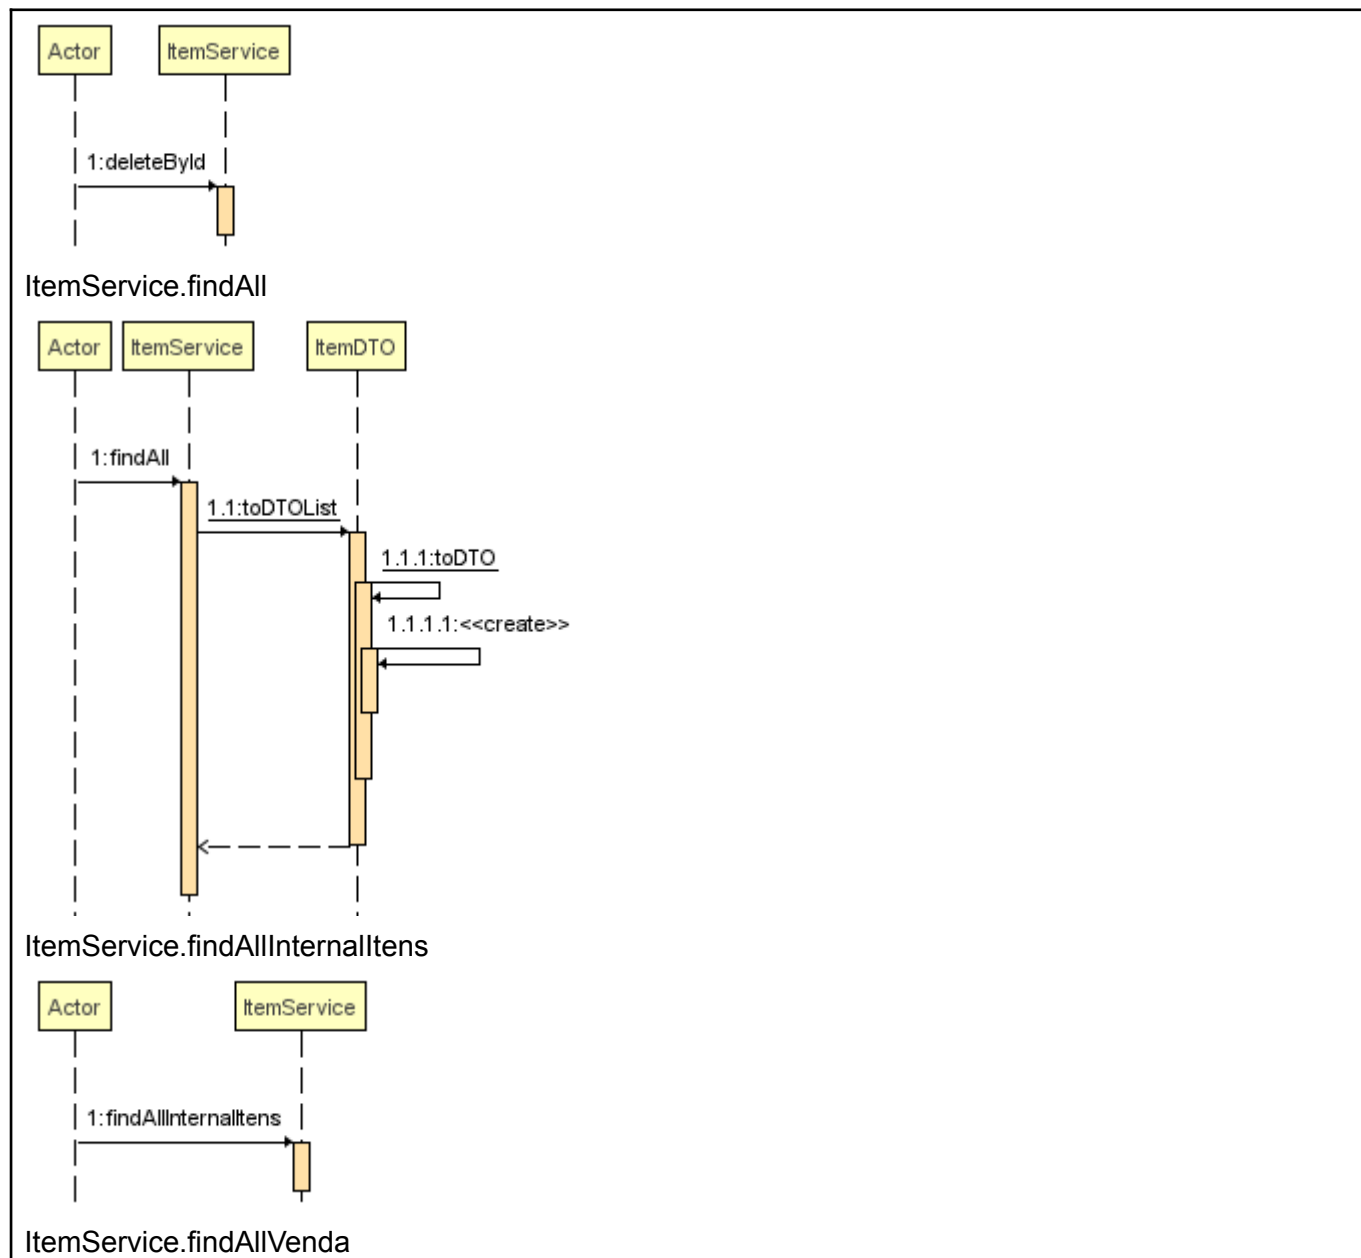 Actor ItemService
1:deleteById
ItemService.findAll
Actor ItemService ItemDTO
1:findAll
1.1:toDTOList
1.1.1:toDTO
1.1.1.1:<<create>>
ItemService.findAllInternalItens
Actor ItemService
1:findAllInternalItens
ItemService.findAllVenda